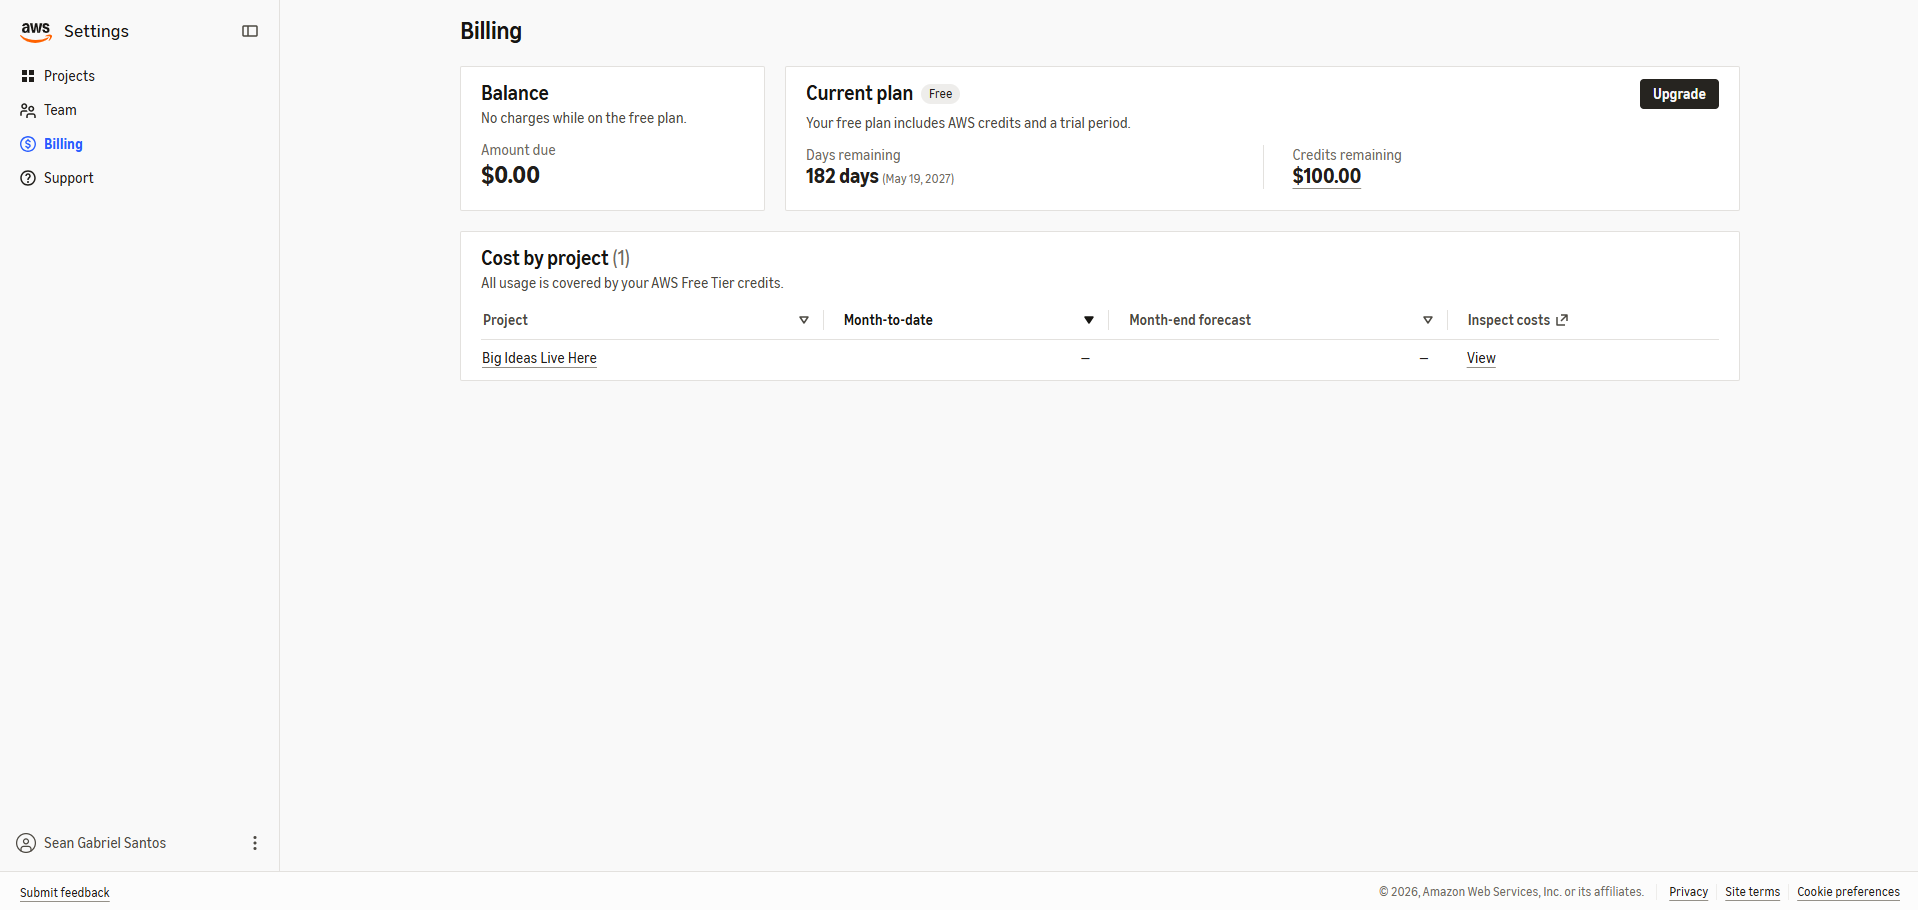 aws Settings
Projects
Team
Billing
Support
Billing
Balance
No charges while on the free plan.
Amount due
$0.00
Current plan Free
Upgrade
Your free plan includes AWS credits and a trial period.
Days remaining
182 days (May 19, 2027)
Credits remaining
$100.00
Cost by project (1)
All usage is covered by your AWS Free Tier credits.
Project Month-to-date Month-end forecast Inspect costs
Big Ideas Live Here – – View
Sean Gabriel Santos
Submit feedback
© 2026, Amazon Web Services, Inc. or its affiliates. Privacy Site terms Cookie preferences